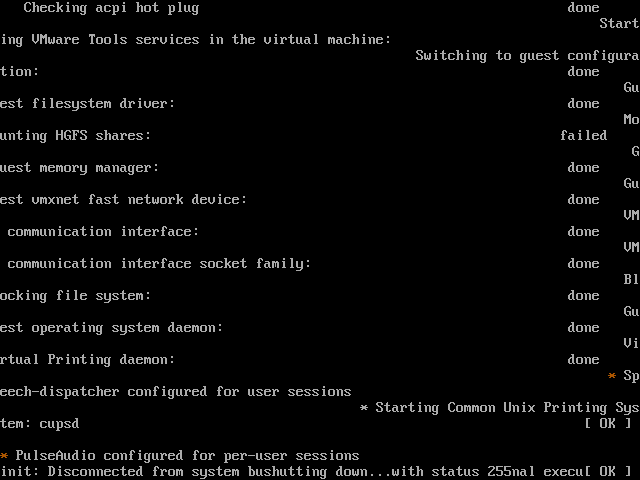 Checking acpi hot plug done
Start
ing VMware Tools services in the virtual machine:
Switching to guest configura
tion: done
Gu
est filesystem driver: done
Mo
unting HGFS shares: failed
G
uest memory manager: done
Gu
est vmxnet fast network device: done
VM
communication interface: done
VM
communication interface socket family: done
Bl
ocking file system: done
Gu
est operating system daemon: done
Vi
rtual Printing daemon: done
* Sp
eech-dispatcher configured for user sessions
* Starting Common Unix Printing Sys
tem: cupsd [ OK ]
* PulseAudio configured for per-user sessions
init: Disconnected from system bushutting down...with status 255nal execu[ OK ]